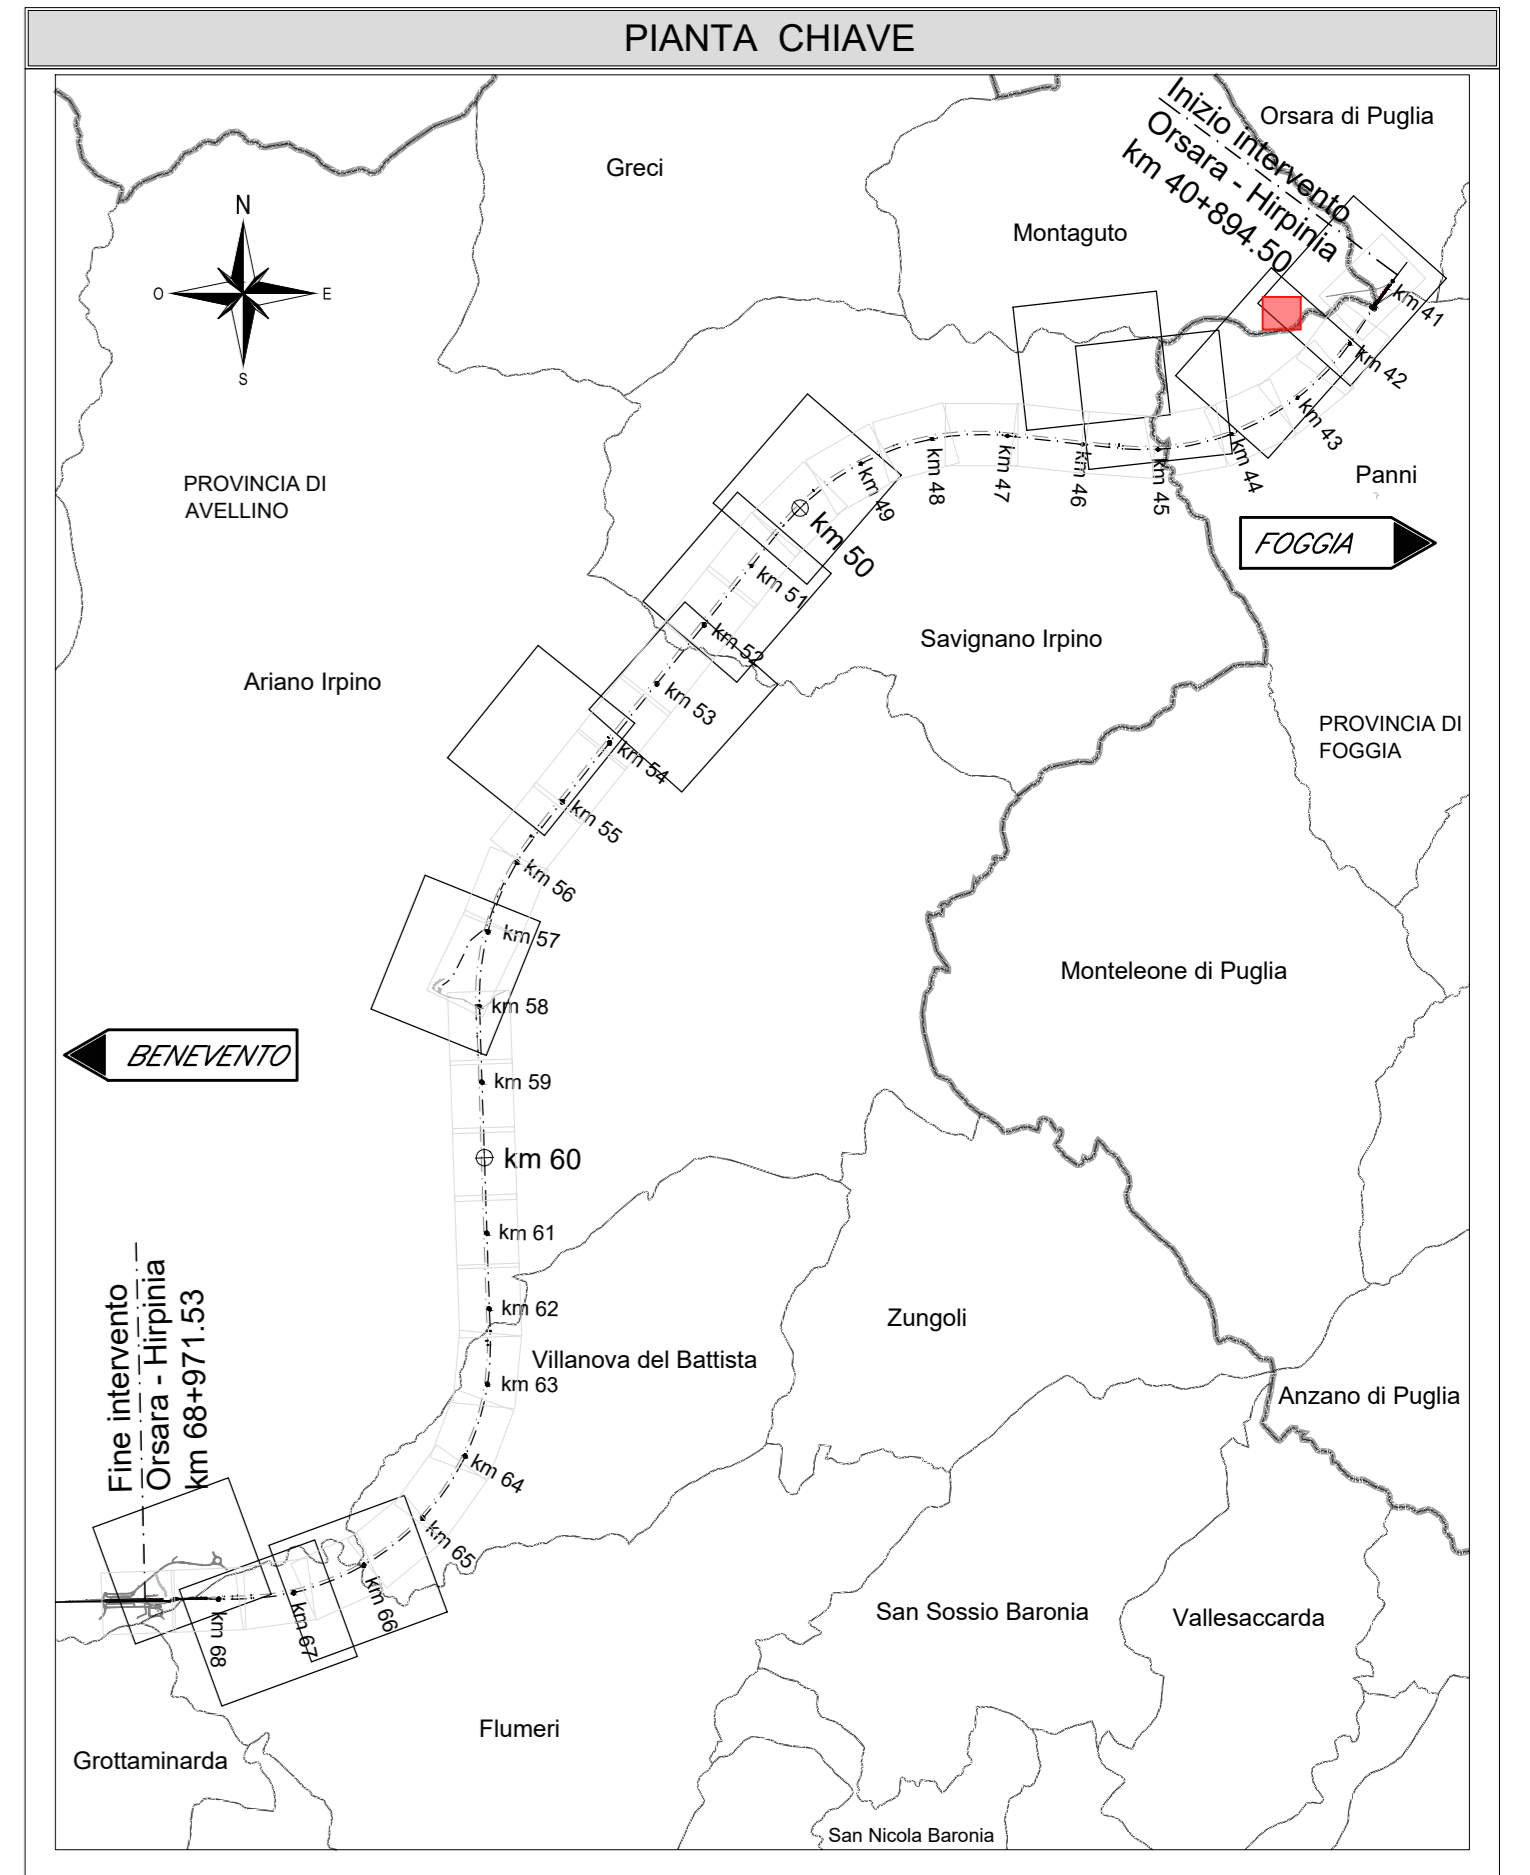 PIANTA CHIAVE
Inizio intervento
Orsara - Hirpinia
km 40+894.50
Orsara di Puglia
Greci
Montaguto
N
O
E
S
km 41
km 42
km 43
km 44
km 45
km 46
km 47
km 48
km 49
km 50
km 51
km 52
km 53
km 54
km 55
km 56
km 57
km 58
km 59
km 60
km 61
km 62
km 63
km 64
km 65
km 66
km 67
km 68
Panni
FOGGIA
PROVINCIA DI
AVELLINO
Savignano Irpino
Ariano Irpino
PROVINCIA DI
FOGGIA
Monteleone di Puglia
BENEVENTO
Zungoli
Villanova del Battista
Anzano di Puglia
Fine intervento
Orsara - Hirpinia
km 68+971.53
San Sossio Baronia
Vallesaccarda
Flumeri
Grottaminarda
San Nicola Baronia